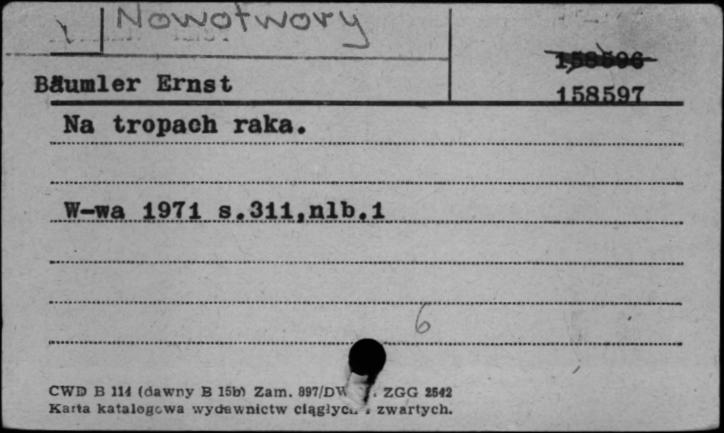 Nowotwory
158596
Bäumler Ernst
158597
Na tropach raka.
W-wa 1971 s.311,nlb.1
6
CWD B 114 (dawny B 15b) Zam. 897/DW ZGG 2542
Karta katalogowa wydawnictw ciągłych i zwartych.